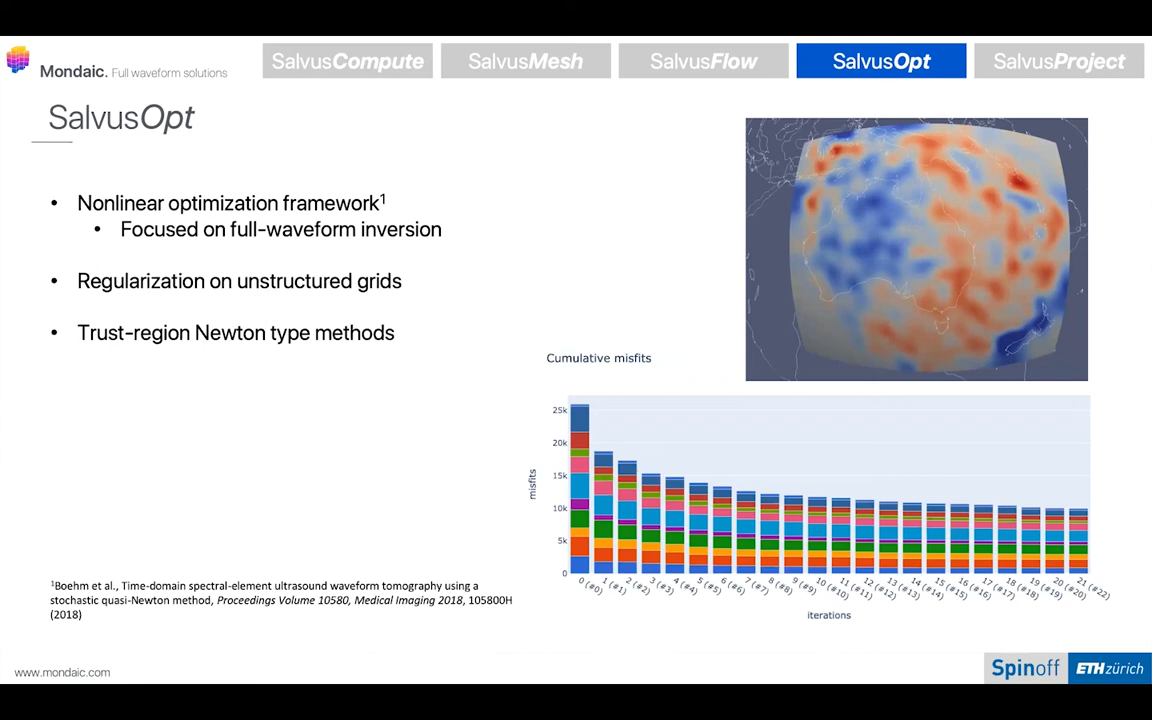 Mondaic. Full waveform solutions
SalvusCompute
SalvusMesh
SalvusFlow
SalvusOpt
SalvusProject
SalvusOpt
• Nonlinear optimization framework¹
• Focused on full-waveform inversion
• Regularization on unstructured grids
• Trust-region Newton type methods
Cumulative misfits
25k
20k
15k
10k
5k
0
misfits
0 (#0) 1 (#1) 2 (#2) 3 (#3) 4 (#4) 5 (#5) 6 (#6) 7 (#7) 8 (#8) 9 (#9) 10 (#10) 11 (#11) 12 (#12) 13 (#13) 14 (#14) 15 (#15) 16 (#16) 17 (#17) 18 (#18) 19 (#19) 20 (#20) 21 (#22)
iterations
¹Boehm et al., Time-domain spectral-element ultrasound waveform tomography using a
stochastic quasi-Newton method, Proceedings Volume 10580, Medical Imaging 2018, 105800H
(2018)
www.mondaic.com
Spinoff
ETH zürich